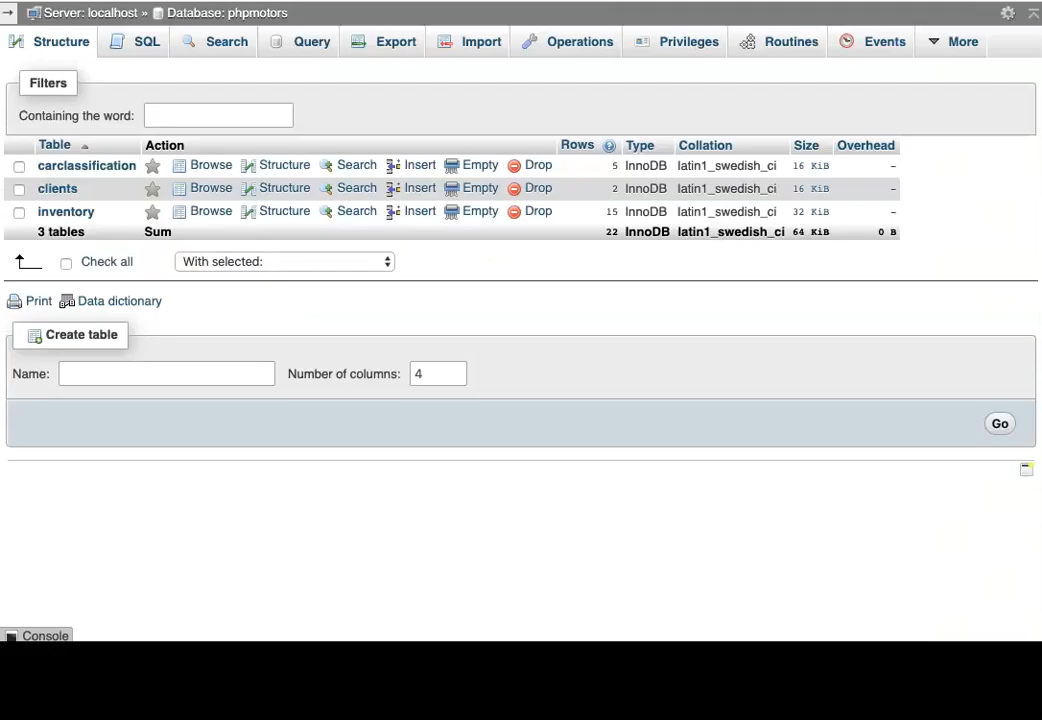 Server: localhost » Database: phpmotors
Structure SQL Search Query Export Import Operations Privileges Routines Events More
Filters
Containing the word:
Table Action Rows Type Collation Size Overhead
carclassification Browse Structure Search Insert Empty Drop 5 InnoDB latin1_swedish_ci 16 KiB –
clients Browse Structure Search Insert Empty Drop 2 InnoDB latin1_swedish_ci 16 KiB –
inventory Browse Structure Search Insert Empty Drop 15 InnoDB latin1_swedish_ci 32 KiB –
3 tables Sum 22 InnoDB latin1_swedish_ci 64 KiB 0 B
Check all With selected:
Print Data dictionary
Create table
Name: Number of columns: 4
Go
Console